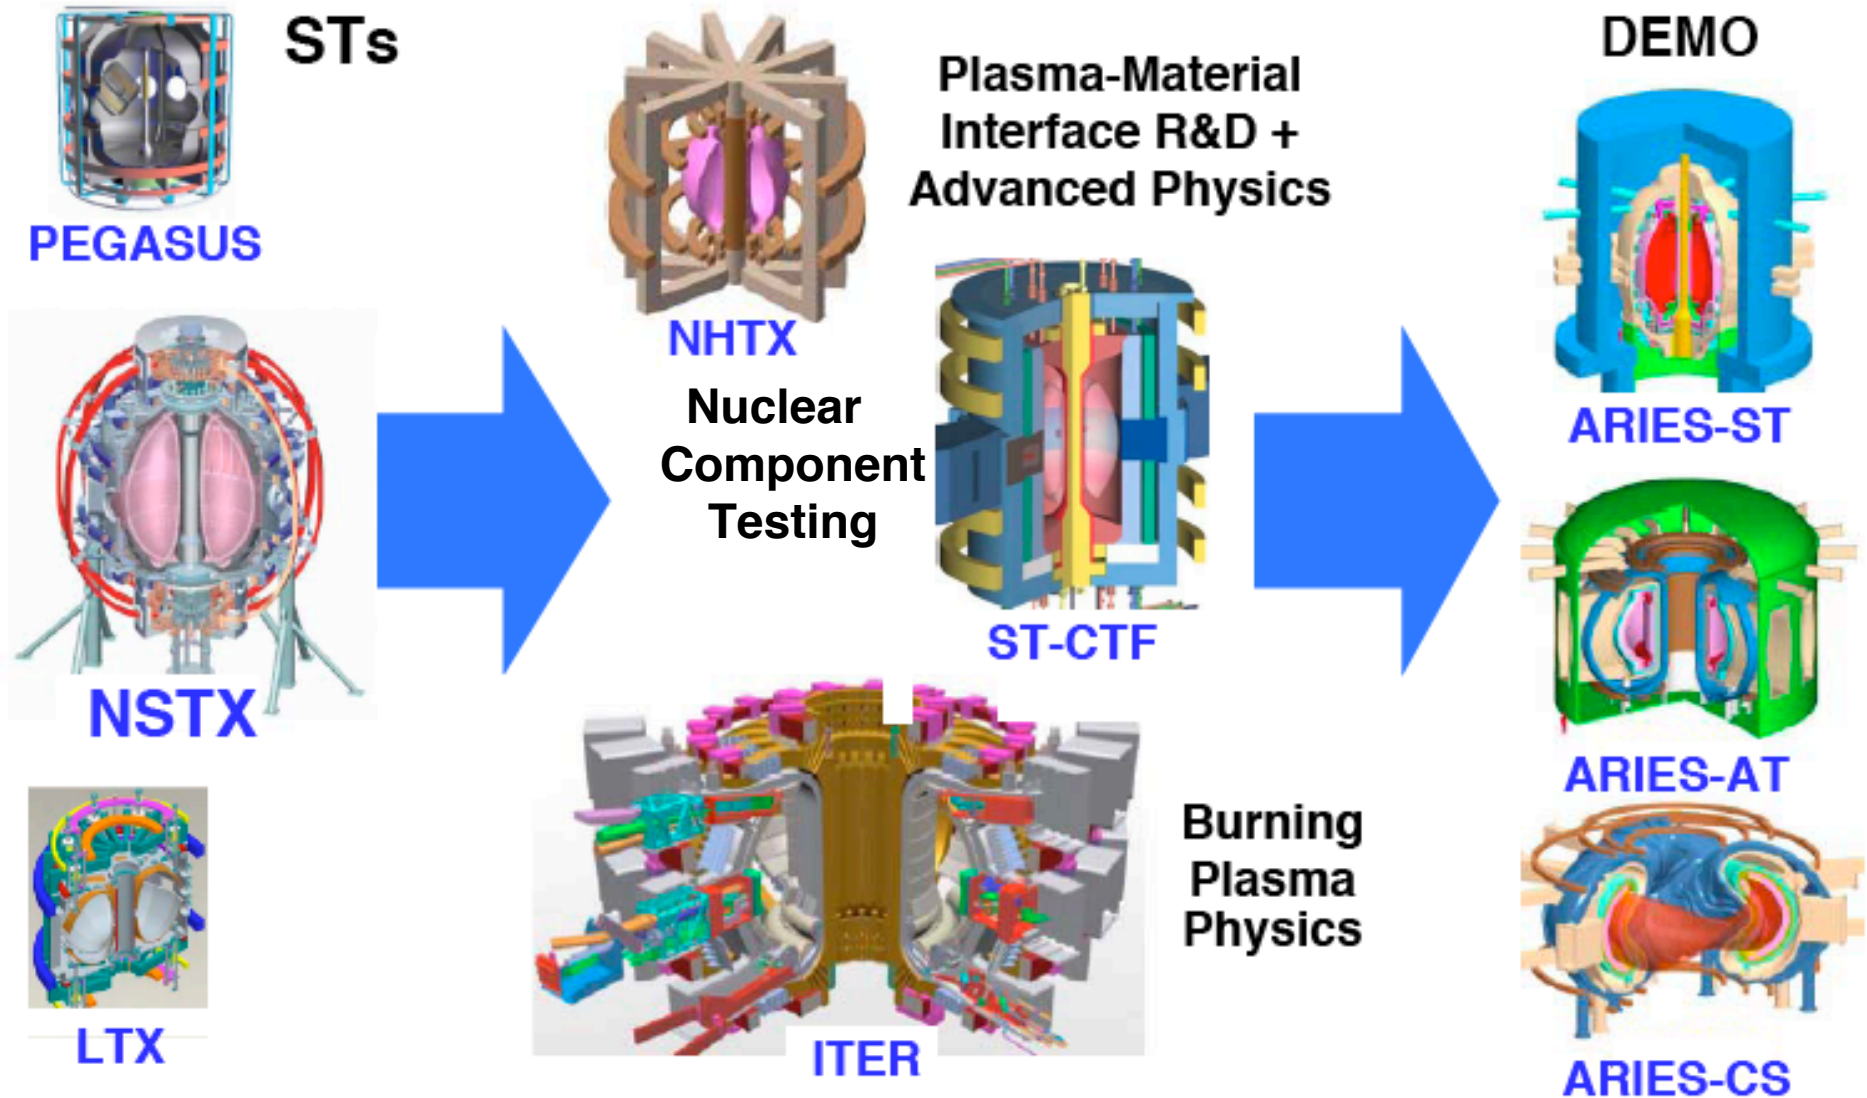 STs
PEGASUS
NSTX
LTX
NHTX
Plasma-Material
Interface R&D +
Advanced Physics
Nuclear
Component
Testing
ST-CTF
ITER
Burning
Plasma
Physics
DEMO
ARIES-ST
ARIES-AT
ARIES-CS